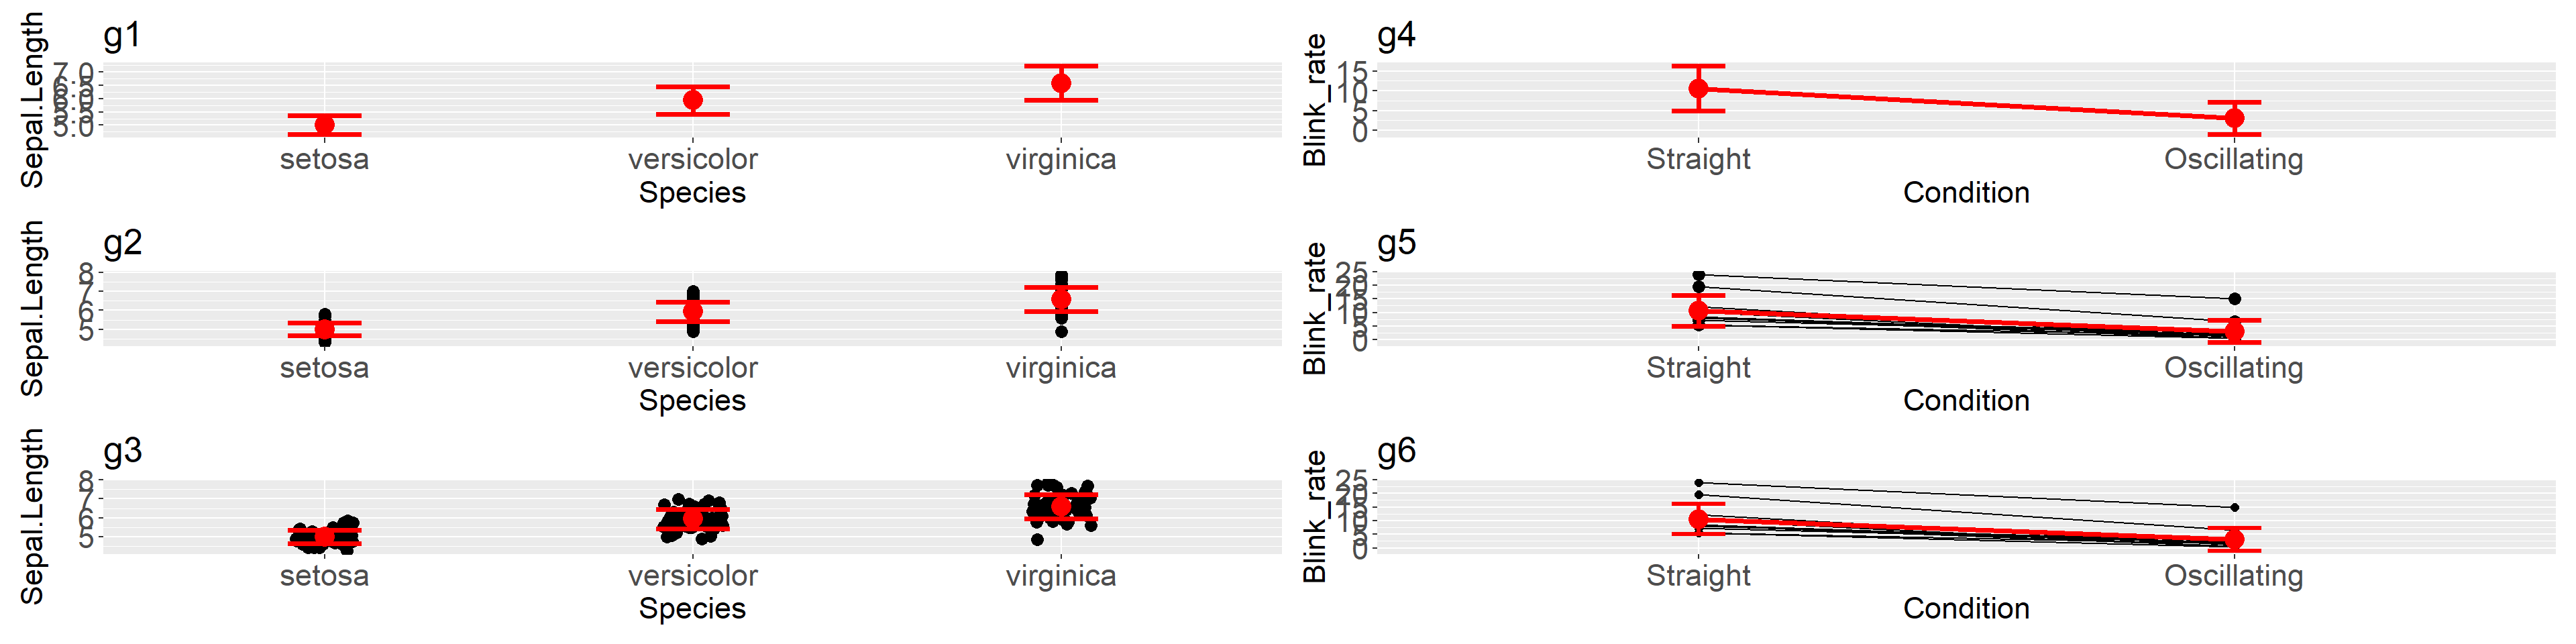 g1
Sepal.Length
7.0
6.5
6.0
5.5
5.0
setosa versicolor virginica
Species
g2
Sepal.Length
8
7
6
5
setosa versicolor virginica
Species
g3
Sepal.Length
8
7
6
5
setosa versicolor virginica
Species
g4
Blink_rate
15
10
5
0
Straight Oscillating
Condition
g5
Blink_rate
25
20
15
10
5
0
Straight Oscillating
Condition
g6
Blink_rate
25
20
15
10
5
0
Straight Oscillating
Condition